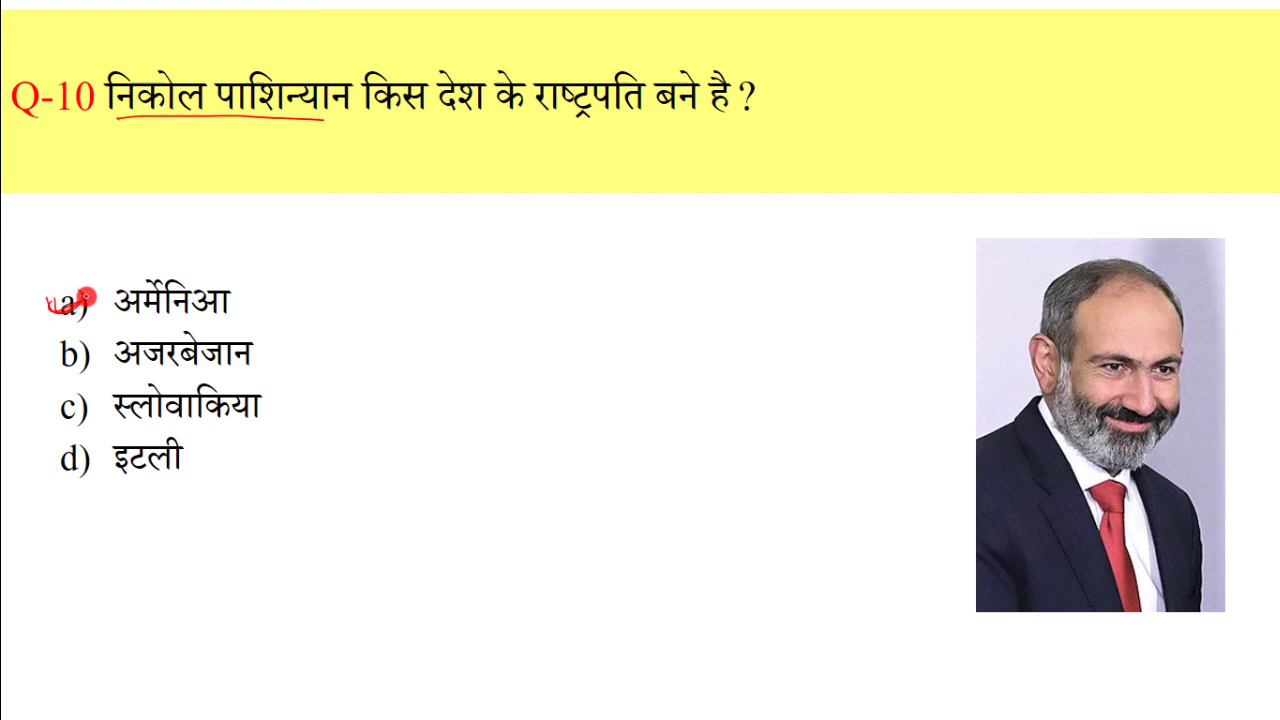 Q-10 निकोल पाशिन्यान किस देश के राष्ट्रपति बने है ?
a) अर्मेनिआ
b) अजरबेजान
c) स्लोवाकिया
d) इटली